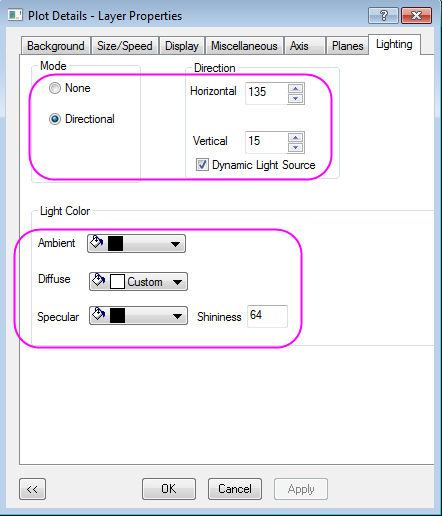 Plot Details - Layer Properties
?
Background Size/Speed Display Miscellaneous Axis Planes Lighting
Mode
None
Directional
Direction
Horizontal 135
Vertical 15
Dynamic Light Source
Light Color
Ambient
Diffuse Custom
Specular Shininess 64
<< OK Cancel Apply